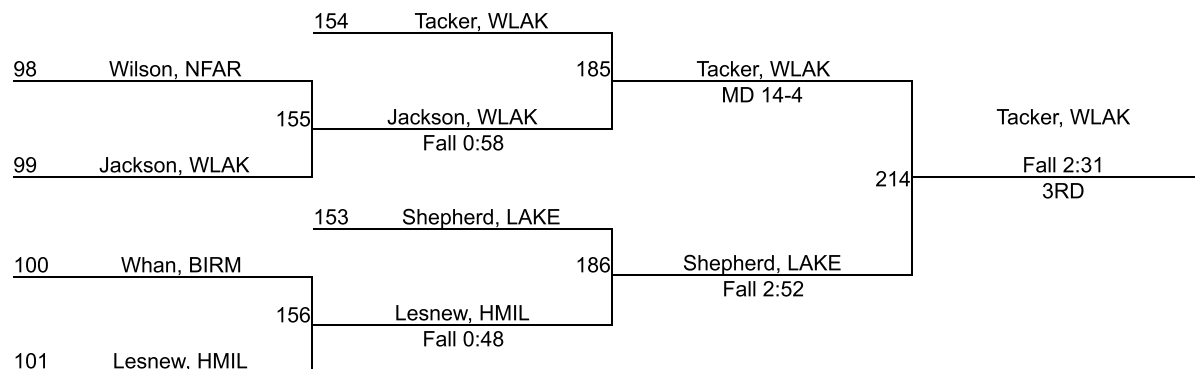 154 Tacker, WLAK
98 Wilson, NFAR
185 Tacker, WLAK
MD 14-4
155 Jackson, WLAK
Fall 0:58
Tacker, WLAK
99 Jackson, WLAK
Fall 2:31
214
3RD
153 Shepherd, LAKE
100 Whan, BIRM
186 Shepherd, LAKE
Fall 2:52
156 Lesnew, HMIL
Fall 0:48
101 Lesnew, HMIL